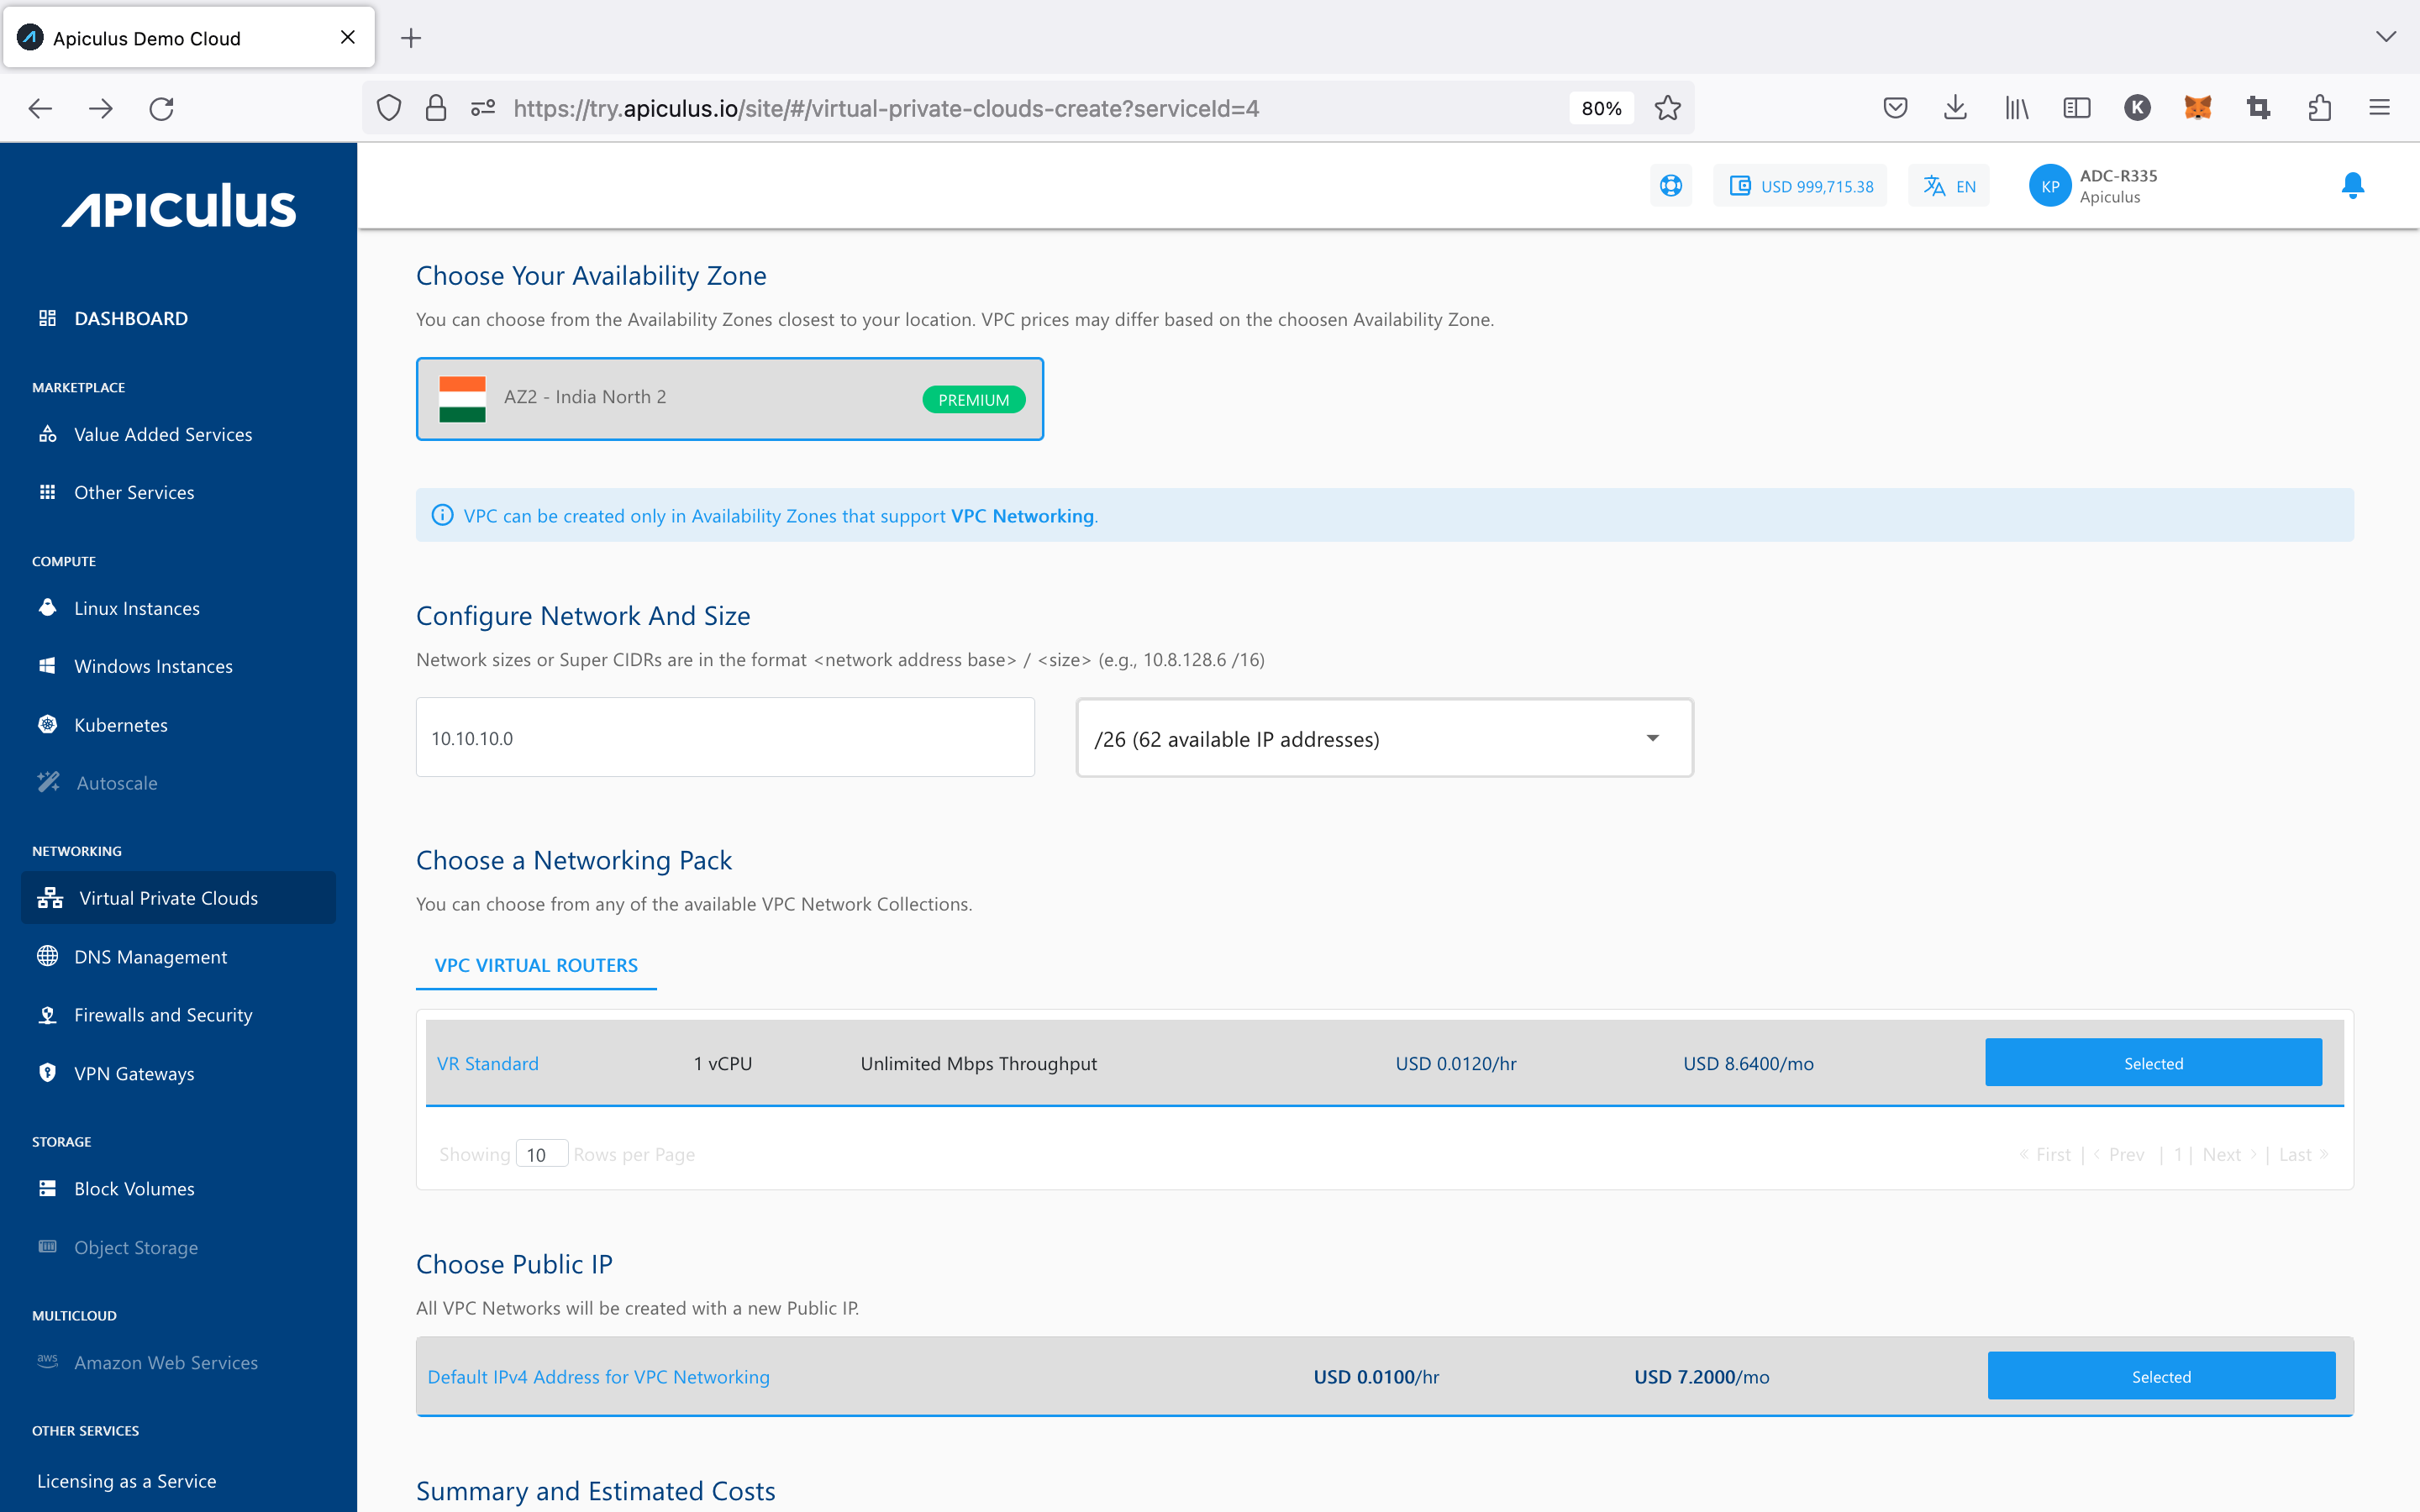 Apiculus Demo Cloud
https://try.apiculus.io/site/#/virtual-private-clouds-create?serviceId=4
80%
K
APICULUS
USD 999,715.38
EN
KP
ADC-R335
Apiculus
DASHBOARD
MARKETPLACE
Value Added Services
Other Services
COMPUTE
Linux Instances
Windows Instances
Kubernetes
Autoscale
NETWORKING
Virtual Private Clouds
DNS Management
Firewalls and Security
VPN Gateways
STORAGE
Block Volumes
Object Storage
MULTICLOUD
aws
Amazon Web Services
OTHER SERVICES
Licensing as a Service
Choose Your Availability Zone
You can choose from the Availability Zones closest to your location. VPC prices may differ based on the choosen Availability Zone.
AZ2 - India North 2
PREMIUM
VPC can be created only in Availability Zones that support VPC Networking.
Configure Network And Size
Network sizes or Super CIDRs are in the format <network address base> / <size> (e.g., 10.8.128.6 /16)
10.10.10.0
/26 (62 available IP addresses)
Choose a Networking Pack
You can choose from any of the available VPC Network Collections.
VPC VIRTUAL ROUTERS
VR Standard 1 vCPU Unlimited Mbps Throughput USD 0.0120/hr USD 8.6400/mo Selected
Showing 10 Rows per Page
« First | ‹ Prev | 1 | Next › | Last »
Choose Public IP
All VPC Networks will be created with a new Public IP.
Default IPv4 Address for VPC Networking USD 0.0100/hr USD 7.2000/mo Selected
Summary and Estimated Costs